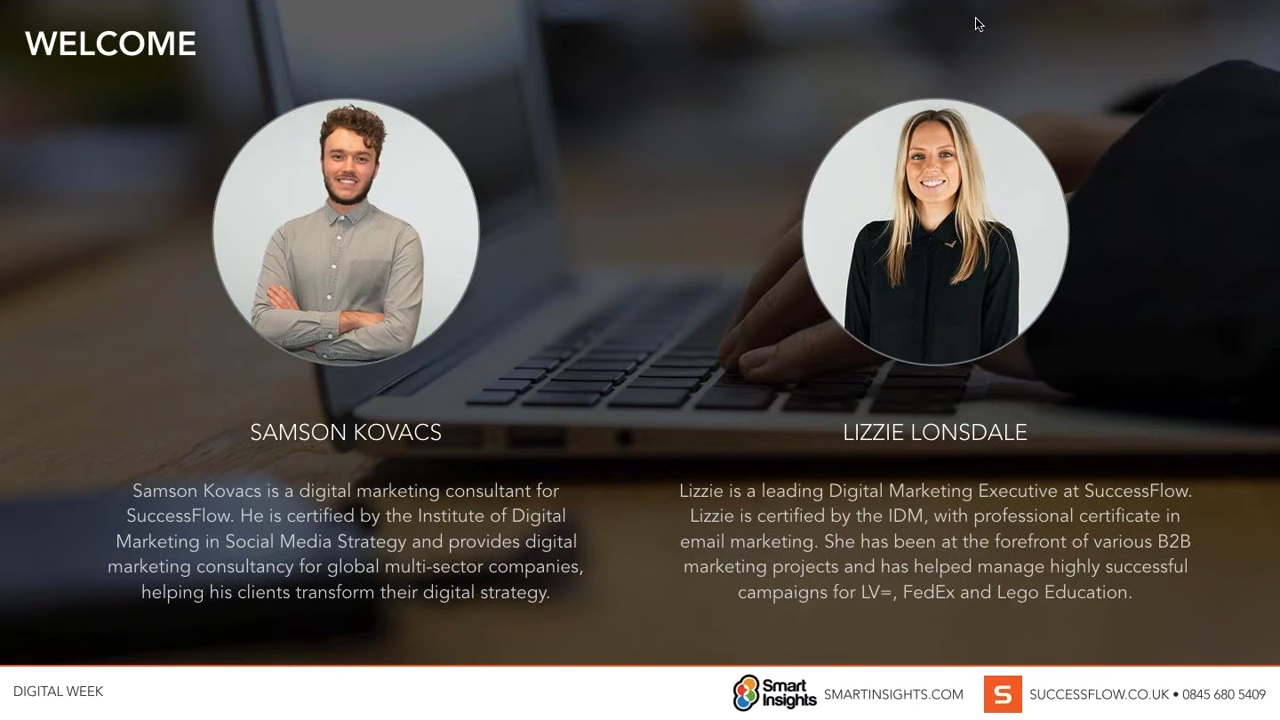 WELCOME
SAMSON KOVACS
Samson Kovacs is a digital marketing consultant for
SuccessFlow. He is certified by the Institute of Digital
Marketing in Social Media Strategy and provides digital
marketing consultancy for global multi-sector companies,
helping his clients transform their digital strategy.
LIZZIE LONSDALE
Lizzie is a leading Digital Marketing Executive at SuccessFlow.
Lizzie is certified by the IDM, with professional certificate in
email marketing. She has been at the forefront of various B2B
marketing projects and has helped manage highly successful
campaigns for LV=, FedEx and Lego Education.
DIGITAL WEEK
Smart
Insights
SMARTINSIGHTS.COM
S
SUCCESSFLOW.CO.UK • 0845 680 5409